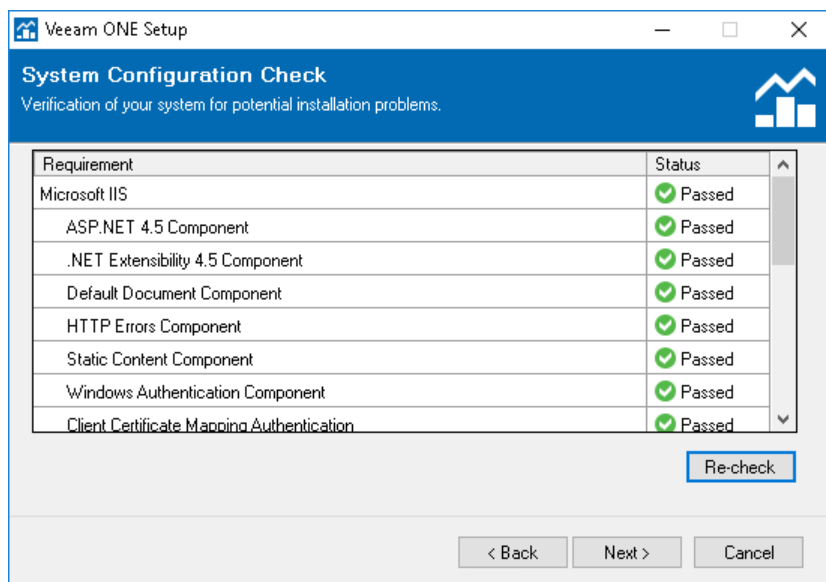 Veeam ONE Setup
System Configuration Check
Verification of your system for potential installation problems.
Requirement Status
Microsoft IIS Passed
ASP.NET 4.5 Component Passed
.NET Extensibility 4.5 Component Passed
Default Document Component Passed
HTTP Errors Component Passed
Static Content Component Passed
Windows Authentication Component Passed
Client Certificate Mapping Authentication Passed
Re-check
< Back Next > Cancel